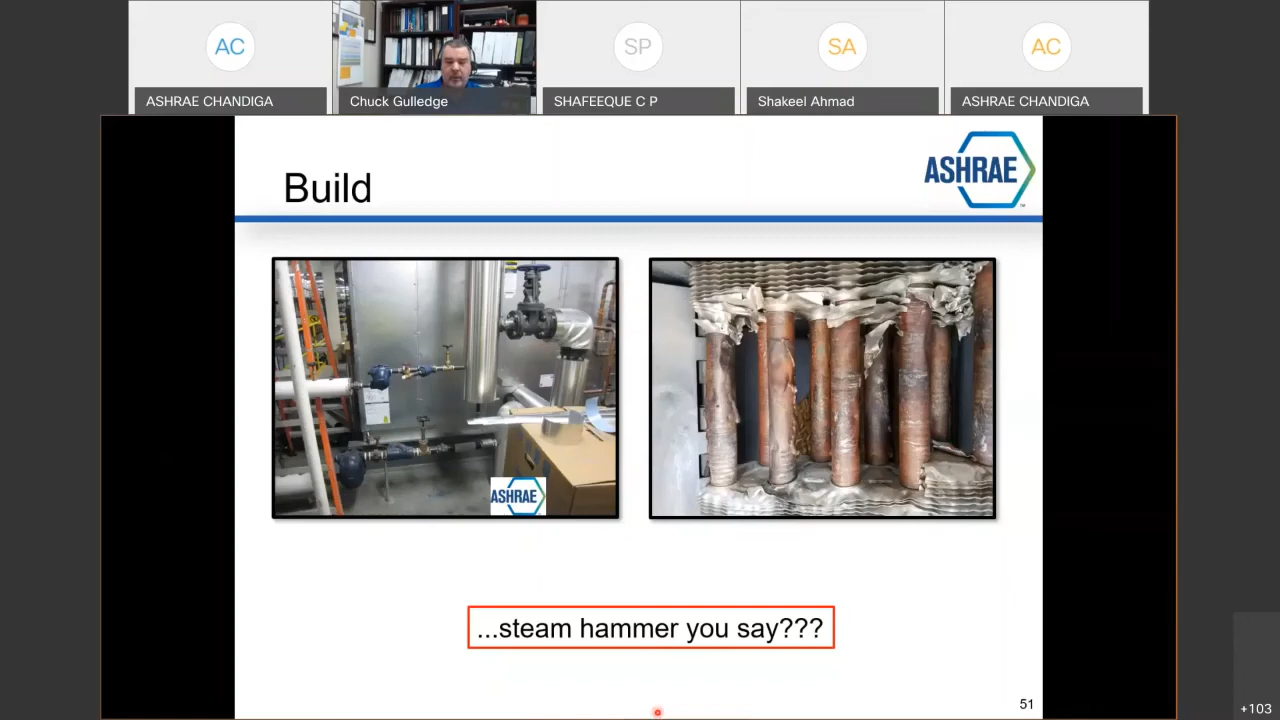 AC
SP
SA
AC
ASHRAE CHANDIGA
Chuck Gulledge
SHAFEEQUE C P
Shakeel Ahmad
ASHRAE CHANDIGA
Build
ASHRAE
TM
ASHRAE
...steam hammer you say???
51
+103